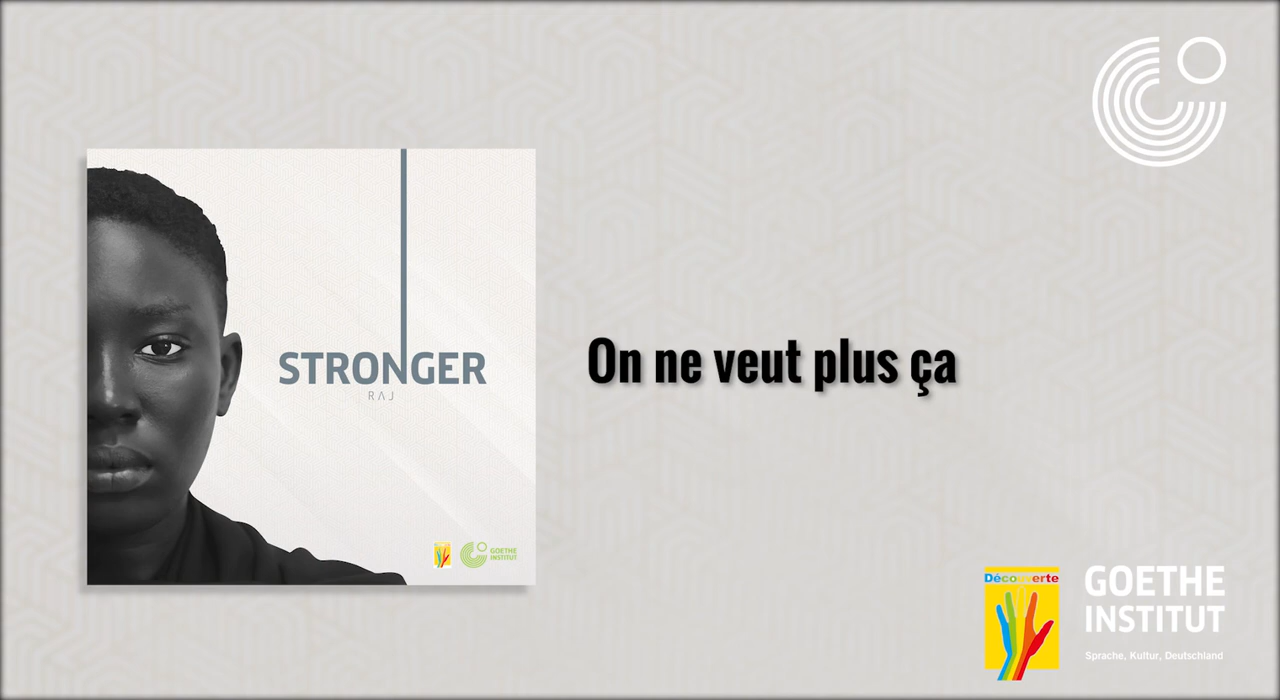 STRONGER
RAJ
GOETHE
INSTITUT
On ne veut plus ça
Découverte
GOETHE
INSTITUT
Sprache. Kultur. Deutschland